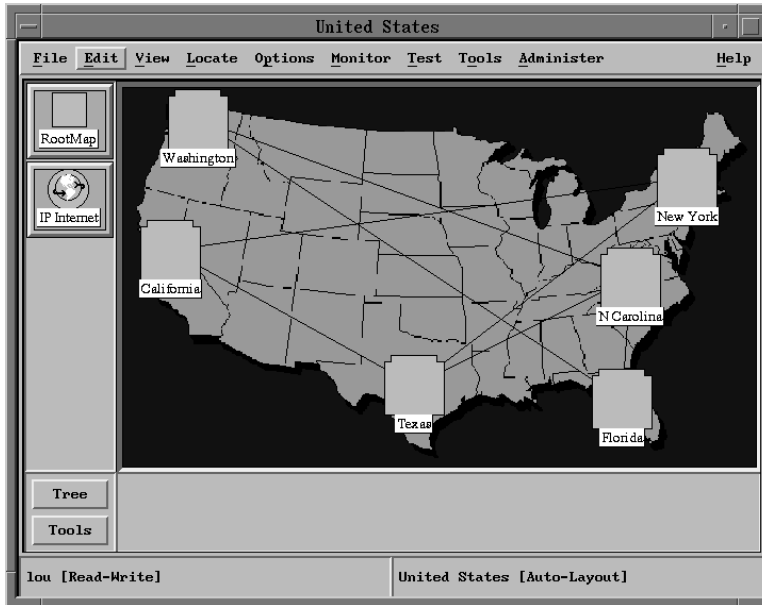 United States
File Edit View Locate Options Monitor Test Tools Administer Help
RootMap
IP Internet
Washington
New York
California
N Carolina
Texas
Florida
Tree
Tools
lou [Read-Write]
United States [Auto-Layout]